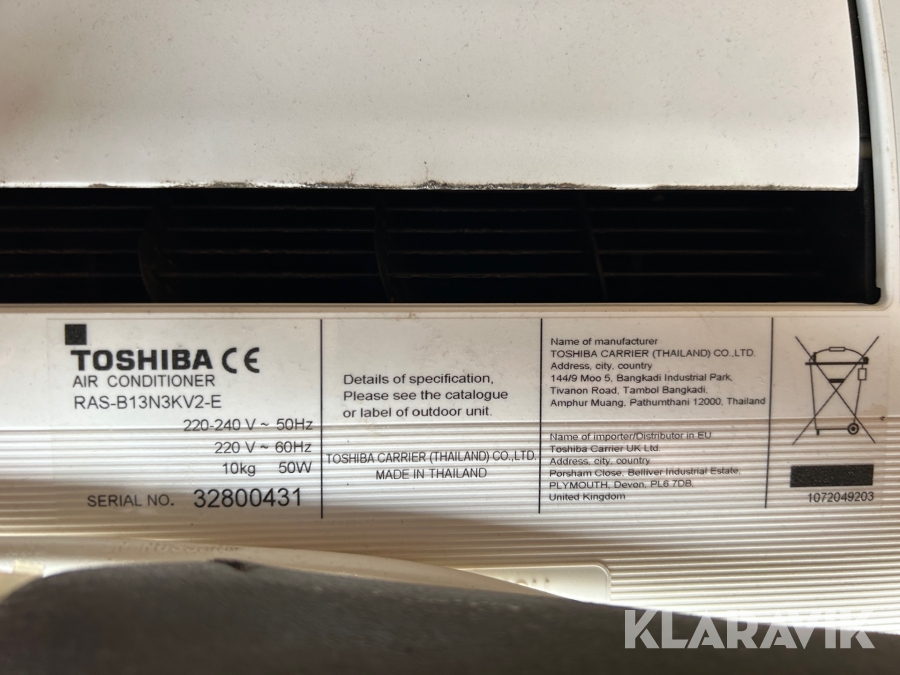 TOSHIBA CE
AIR CONDITIONER
RAS-B13N3KV2-E
220-240 V ~ 50Hz
220 V ~ 60Hz
10kg 50W
SERIAL NO. 32800431
Details of specification,
Please see the catalogue
or label of outdoor unit.
TOSHIBA CARRIER (THAILAND) CO.,LTD.
MADE IN THAILAND
Name of manufacturer
TOSHIBA CARRIER (THAILAND) CO.,LTD.
Address, city, country
144/9 Moo 5, Bangkadi Industrial Park,
Tivanon Road, Tambol Bangkadi,
Amphur Muang, Pathumthani 12000, Thailand
Name of importer/Distributor in EU
Toshiba Carrier UK Ltd.
Address, city, country
Porsham Close, Belliver Industrial Estate,
PLYMOUTH, Devon, PL6 7DB,
United Kingdom
1072049203
KLARAVIK